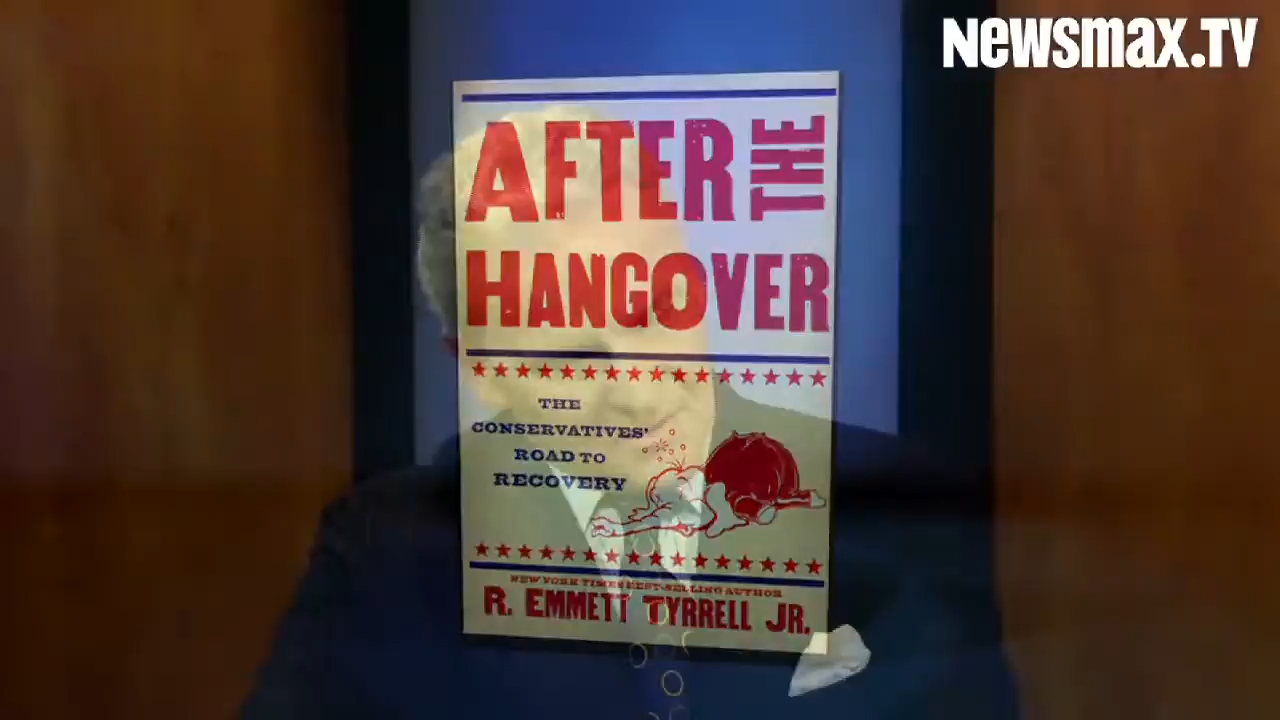 Newsmax.TV
AFTER THE
HANGOVER
THE
CONSERVATIVES'
ROAD TO
RECOVERY
NEW YORK TIMES BEST-SELLING AUTHOR
R. EMMETT TYRRELL JR.